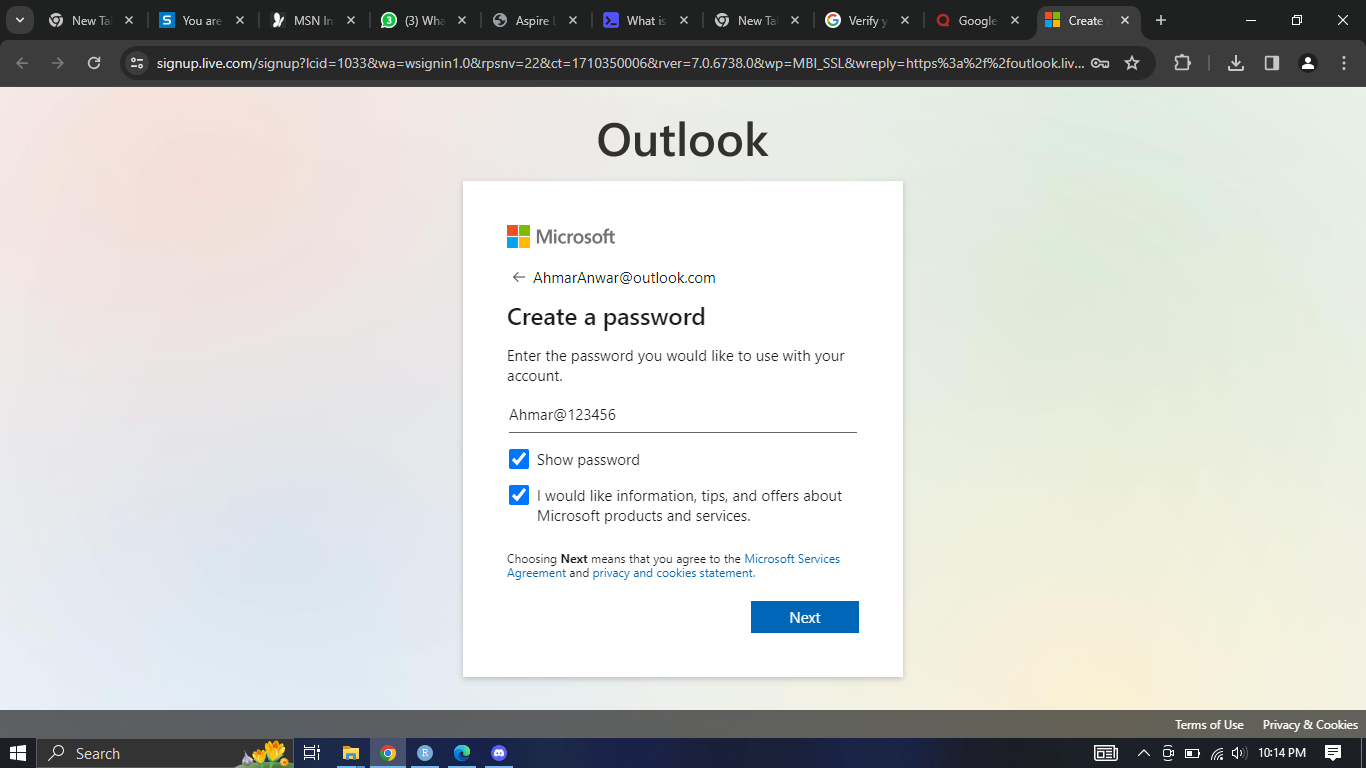 New Ta
You are
MSN In
(3) Wha
Aspire L
What is
New Ta
Verify y
Google
Create
signup.live.com/signup?lcid=1033&wa=wsignin1.0&rpsnv=22&ct=1710350006&rver=7.0.6738.0&wp=MBI_SSL&wreply=https%3a%2f%2foutlook.liv...
Outlook
Microsoft
AhmarAnwar@outlook.com
Create a password
Enter the password you would like to use with your
account.
Ahmar@123456
Show password
I would like information, tips, and offers about
Microsoft products and services.
Choosing Next means that you agree to the Microsoft Services
Agreement and privacy and cookies statement.
Next
Terms of Use Privacy & Cookies
Search
10:14 PM